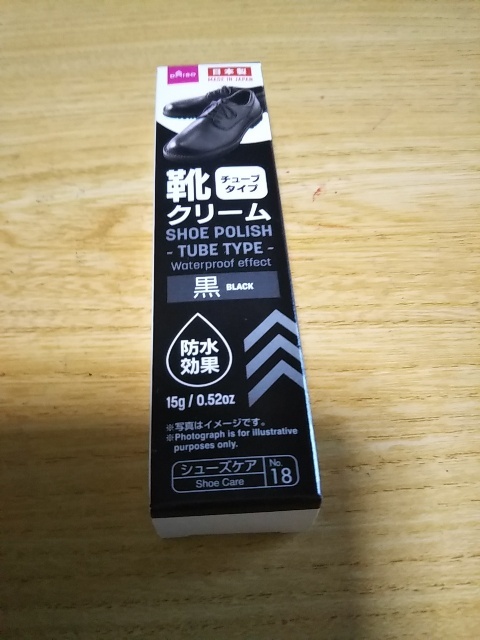 DAISO
日本製
MADE IN JAPAN
靴
チューブ
タイプ
クリーム
SHOE POLISH
- TUBE TYPE -
Waterproof effect
黒 BLACK
防水
効果
15g / 0.52oz
※写真はイメージです。
※Photograph is for illustrative
purposes only.
シューズケア
Shoe Care
No.
18